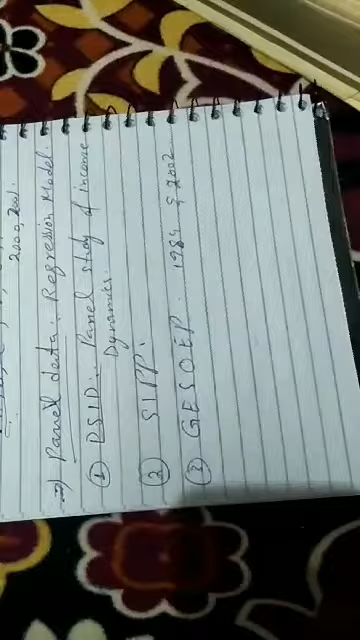 2000, 2001.
⇒ Panel data: Regression Model.
① PSID:. Panel study of income
Dynamics.
② SIPP.
③ GESOEP. 1984 & 2002